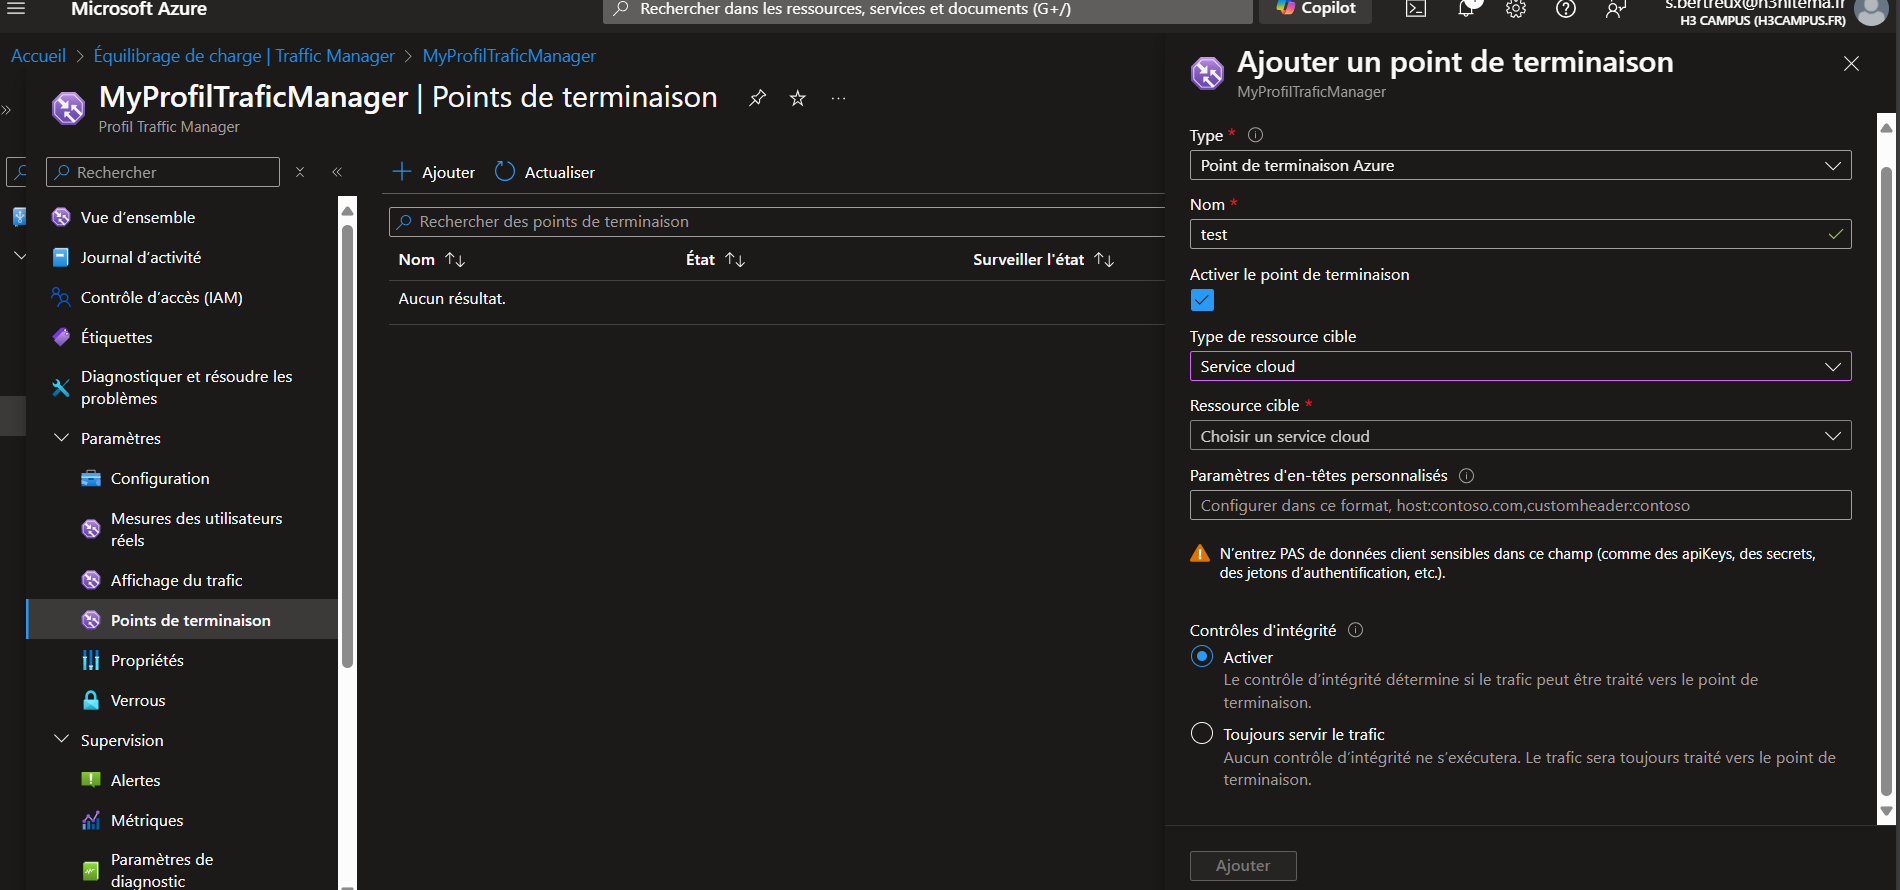 Microsoft Azure
Rechercher dans les ressources, services et documents (G+/)
Copilot
s.bertreux@h3hitema.fr
H3 CAMPUS (H3CAMPUS.FR)
Accueil > Équilibrage de charge | Traffic Manager > MyProfilTraficManager
MyProfilTraficManager | Points de terminaison
Profil Traffic Manager
Rechercher
Vue d'ensemble
Journal d'activité
Contrôle d'accès (IAM)
Étiquettes
Diagnostiquer et résoudre les
problèmes
Paramètres
Configuration
Mesures des utilisateurs
réels
Affichage du trafic
Points de terminaison
Propriétés
Verrous
Supervision
Alertes
Métriques
Paramètres de
diagnostic
Ajouter
Actualiser
Rechercher des points de terminaison
Nom
État
Surveiller l'état
Aucun résultat.
Ajouter un point de terminaison
MyProfilTraficManager
Type *
Point de terminaison Azure
Nom *
test
Activer le point de terminaison
Type de ressource cible
Service cloud
Ressource cible *
Choisir un service cloud
Paramètres d'en-têtes personnalisés
Configurer dans ce format, host:contoso.com,customheader:contoso
N'entrez PAS de données client sensibles dans ce champ (comme des apiKeys, des secrets,
des jetons d'authentification, etc.).
Contrôles d'intégrité
Activer
Le contrôle d'intégrité détermine si le trafic peut être traité vers le point de
terminaison.
Toujours servir le trafic
Aucun contrôle d'intégrité ne s'exécutera. Le trafic sera toujours traité vers le point de
terminaison.
Ajouter